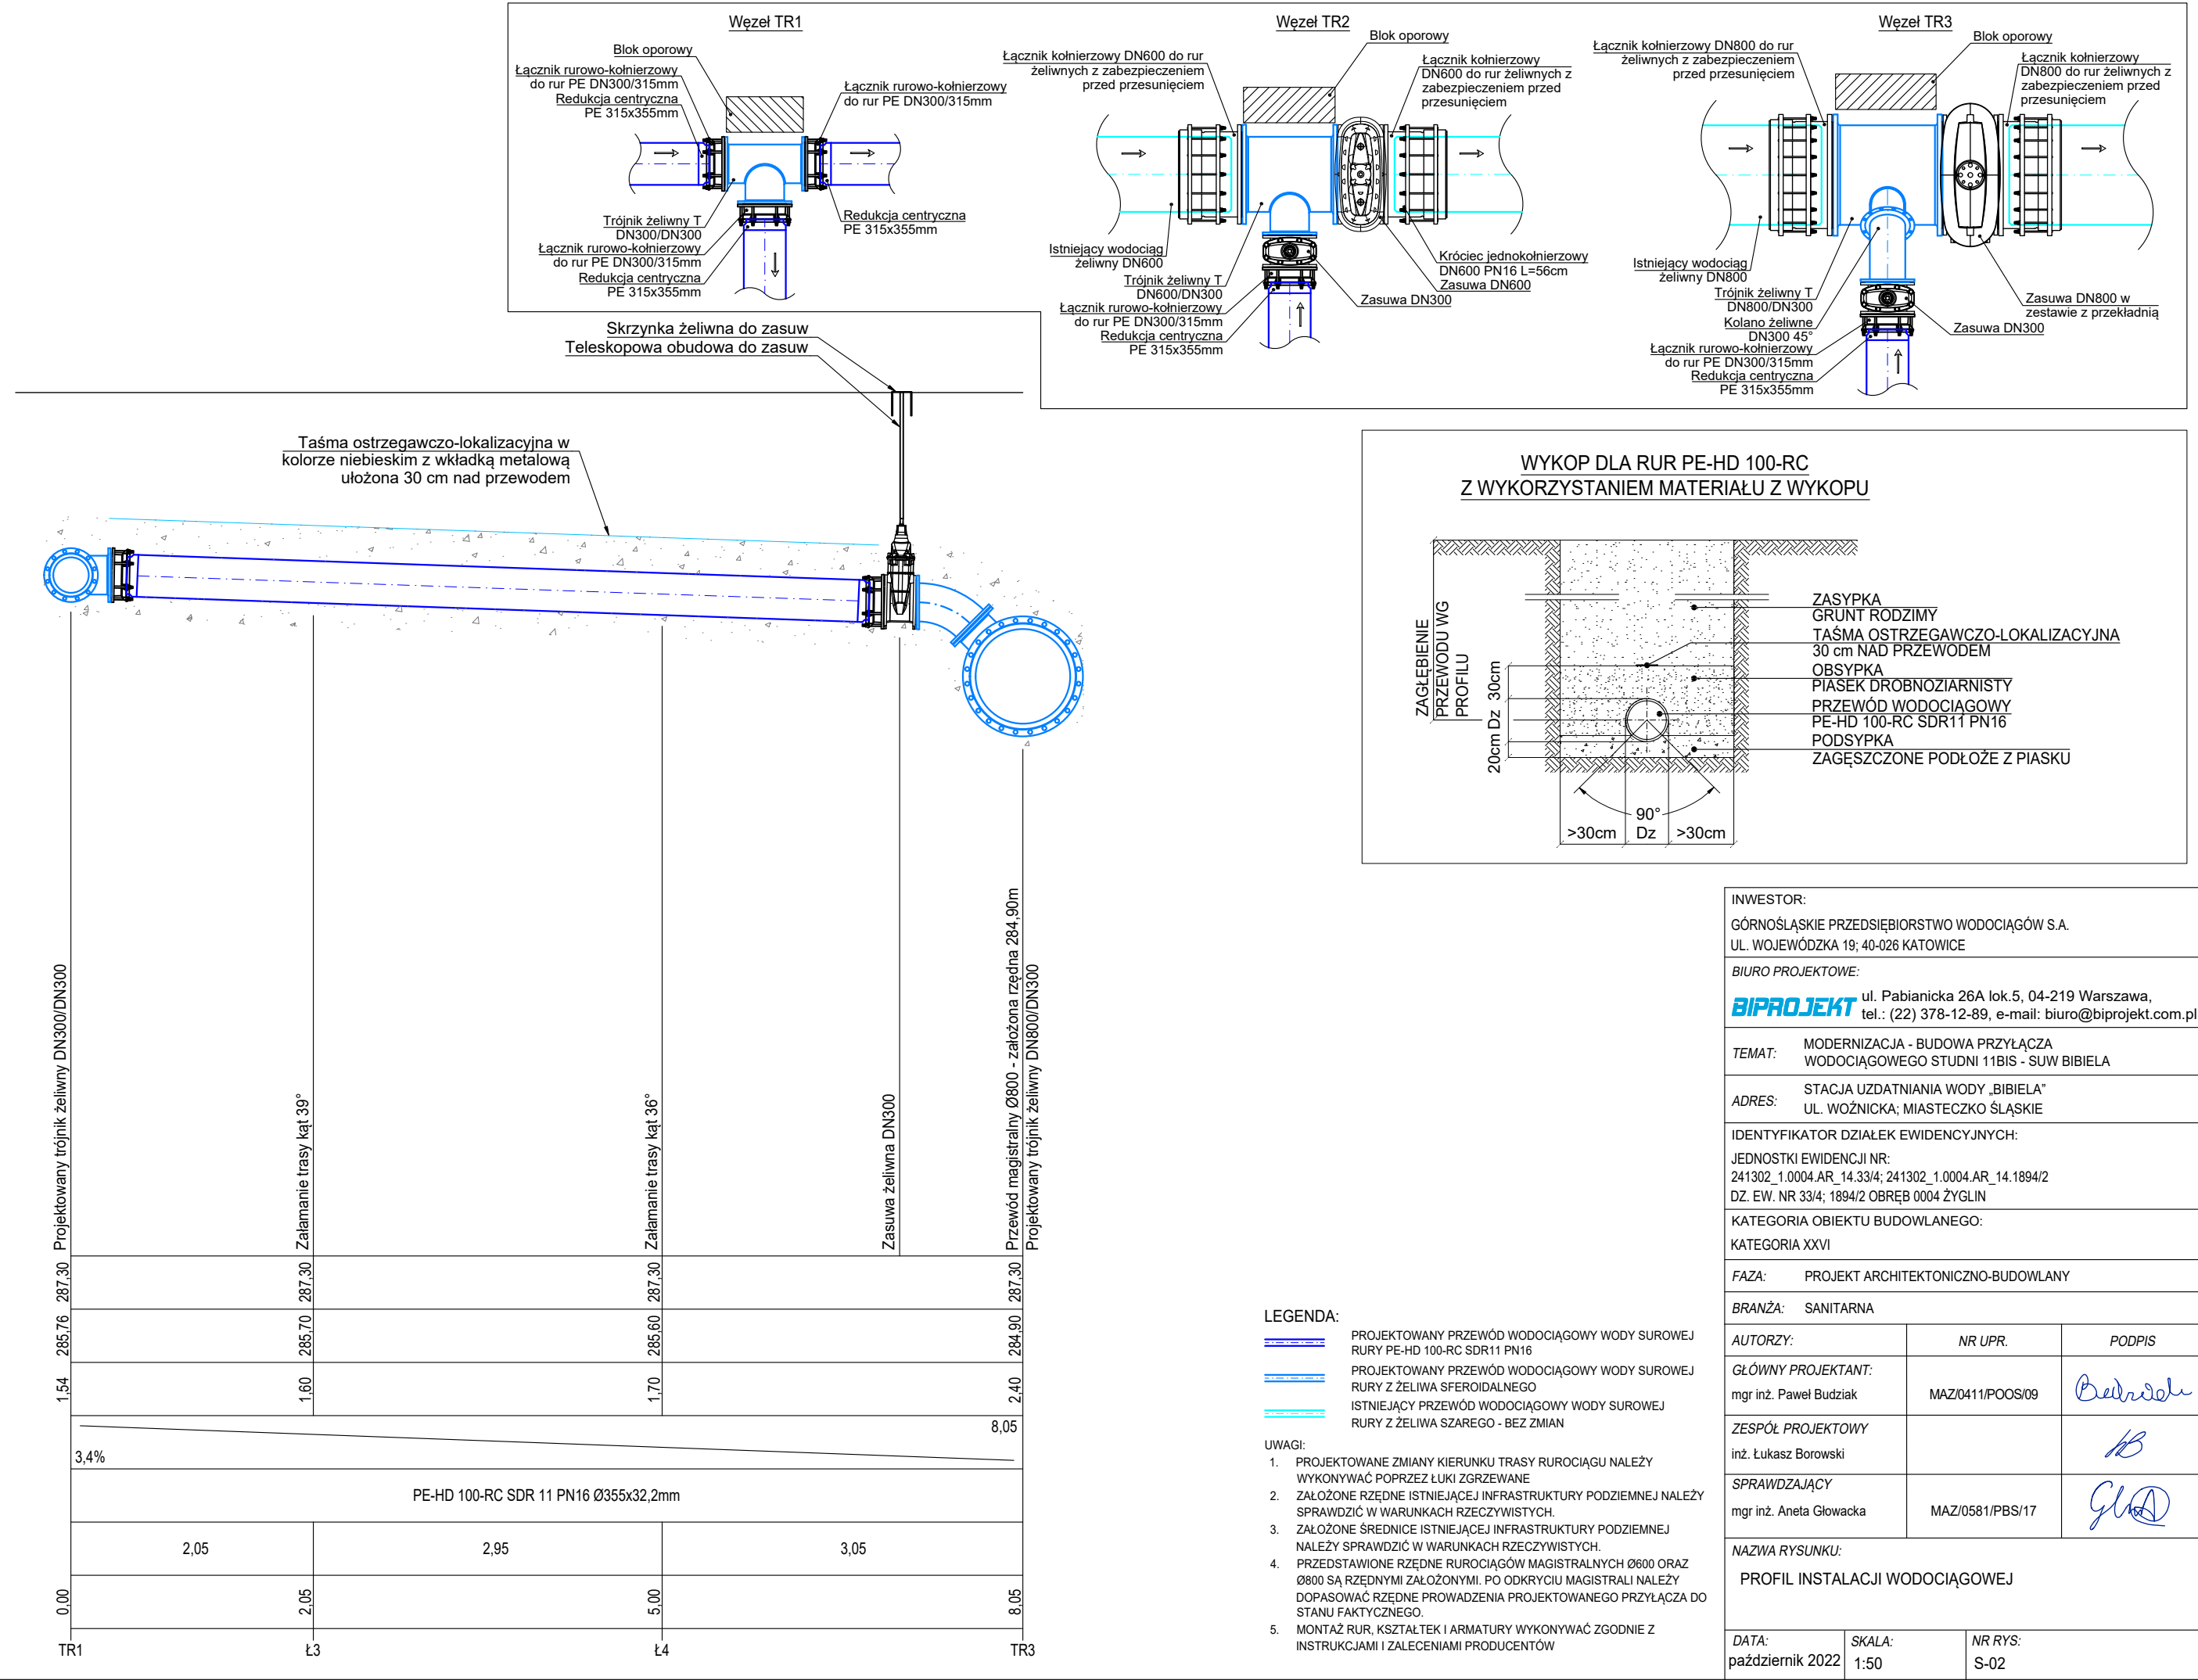 Węzeł TR1
Blok oporowy
Łącznik rurowo-kołnierzowy
do rur PE DN300/315mm
Redukcja centryczna
PE 315x355mm
Łącznik rurowo-kołnierzowy
do rur PE DN300/315mm
Trójnik żeliwny T
DN300/DN300
Łącznik rurowo-kołnierzowy
do rur PE DN300/315mm
Redukcja centryczna
PE 315x355mm
Redukcja centryczna
PE 315x355mm
Węzeł TR2
Blok oporowy
Łącznik kołnierzowy DN600 do rur
żeliwnych z zabezpieczeniem
przed przesunięciem
Łącznik kołnierzowy
DN600 do rur żeliwnych z
zabezpieczeniem przed
przesunięciem
Istniejący wodociąg
żeliwny DN600
Trójnik żeliwny T
DN600/DN300
Łącznik rurowo-kołnierzowy
do rur PE DN300/315mm
Redukcja centryczna
PE 315x355mm
Króciec jednokołnierzowy
DN600 PN16 L=56cm
Zasuwa DN600
Zasuwa DN300
Węzeł TR3
Blok oporowy
Łącznik kołnierzowy DN800 do rur
żeliwnych z zabezpieczeniem
przed przesunięciem
Łącznik kołnierzowy
DN800 do rur żeliwnych z
zabezpieczeniem przed
przesunięciem
Istniejący wodociąg
żeliwny DN800
Trójnik żeliwny T
DN800/DN300
Kolano żeliwne
DN300 45°
Łącznik rurowo-kołnierzowy
do rur PE DN300/315mm
Redukcja centryczna
PE 315x355mm
Zasuwa DN800 w
zestawie z przekładnią
Zasuwa DN300
Skrzynka żeliwna do zasuw
Teleskopowa obudowa do zasuw
Taśma ostrzegawczo-lokalizacyjna w
kolorze niebieskim z wkładką metalową
ułożona 30 cm nad przewodem
WYKOP DLA RUR PE-HD 100-RC
Z WYKORZYSTANIEM MATERIAŁU Z WYKOPU
ZAGŁĘBIENIE
PRZEWODU WG
PROFILU
20cm Dz 30cm
ZASYPKA
GRUNT RODZIMY
TAŚMA OSTRZEGAWCZO-LOKALIZACYJNA
30 cm NAD PRZEWODEM
OBSYPKA
PIASEK DROBNOZIARNISTY
PRZEWÓD WODOCIĄGOWY
PE-HD 100-RC SDR11 PN16
PODSYPKA
ZAGĘSZCZONE PODŁOŻE Z PIASKU
90°
>30cm Dz >30cm
Projektowany trójnik żeliwny DN300/DN300
Załamanie trasy kąt 39°
Załamanie trasy kąt 36°
Zasuwa żeliwna DN300
Przewód magistralny Ø800 - założona rzędna 284,90m
Projektowany trójnik żeliwny DN800/DN300
287,30 287,30 287,30 287,30
285,76 285,70 285,60 284,90
1,54 1,60 1,70 2,40
3,4% 8,05
PE-HD 100-RC SDR 11 PN16 Ø355x32,2mm
2,05 2,95 3,05
0,00 2,05 5,00 8,05
TR1 Ł3 Ł4 TR3
LEGENDA:
PROJEKTOWANY PRZEWÓD WODOCIĄGOWY WODY SUROWEJ
RURY PE-HD 100-RC SDR11 PN16
PROJEKTOWANY PRZEWÓD WODOCIĄGOWY WODY SUROWEJ
RURY Z ŻELIWA SFEROIDALNEGO
ISTNIEJĄCY PRZEWÓD WODOCIĄGOWY WODY SUROWEJ
RURY Z ŻELIWA SZAREGO - BEZ ZMIAN
UWAGI:
1. PROJEKTOWANE ZMIANY KIERUNKU TRASY RUROCIĄGU NALEŻY
WYKONYWAĆ POPRZEZ ŁUKI ZGRZEWANE
2. ZAŁOŻONE RZĘDNE ISTNIEJĄCEJ INFRASTRUKTURY PODZIEMNEJ NALEŻY
SPRAWDZIĆ W WARUNKACH RZECZYWISTYCH.
3. ZAŁOŻONE ŚREDNICE ISTNIEJĄCEJ INFRASTRUKTURY PODZIEMNEJ
NALEŻY SPRAWDZIĆ W WARUNKACH RZECZYWISTYCH.
4. PRZEDSTAWIONE RZĘDNE RUROCIĄGÓW MAGISTRALNYCH Ø600 ORAZ
Ø800 SĄ RZĘDNYMI ZAŁOŻONYMI. PO ODKRYCIU MAGISTRALI NALEŻY
DOPASOWAĆ RZĘDNE PROWADZENIA PROJEKTOWANEGO PRZYŁĄCZA DO
STANU FAKTYCZNEGO.
5. MONTAŻ RUR, KSZTAŁTEK I ARMATURY WYKONYWAĆ ZGODNIE Z
INSTRUKCJAMI I ZALECENIAMI PRODUCENTÓW
INWESTOR:
GÓRNOŚLĄSKIE PRZEDSIĘBIORSTWO WODOCIĄGÓW S.A.
UL. WOJEWÓDZKA 19; 40-026 KATOWICE
BIURO PROJEKTOWE:
BIPROJEKT
ul. Pabianicka 26A lok.5, 04-219 Warszawa,
tel.: (22) 378-12-89, e-mail: biuro@biprojekt.com.pl
TEMAT: MODERNIZACJA - BUDOWA PRZYŁĄCZA
WODOCIĄGOWEGO STUDNI 11BIS - SUW BIBIELA
ADRES: STACJA UZDATNIANIA WODY „BIBIELA”
UL. WOŹNICKA; MIASTECZKO ŚLĄSKIE
IDENTYFIKATOR DZIAŁEK EWIDENCYJNYCH:
JEDNOSTKI EWIDENCJI NR:
241302_1.0004.AR_14.33/4; 241302_1.0004.AR_14.1894/2
DZ. EW. NR 33/4; 1894/2 OBRĘB 0004 ŻYGLIN
KATEGORIA OBIEKTU BUDOWLANEGO:
KATEGORIA XXVI
FAZA: PROJEKT ARCHITEKTONICZNO-BUDOWLANY
BRANŻA: SANITARNA
AUTORZY: NR UPR. PODPIS
GŁÓWNY PROJEKTANT:
mgr inż. Paweł Budziak MAZ/0411/POOS/09
ZESPÓŁ PROJEKTOWY
inż. Łukasz Borowski
SPRAWDZAJĄCY
mgr inż. Aneta Głowacka MAZ/0581/PBS/17
NAZWA RYSUNKU:
PROFIL INSTALACJI WODOCIĄGOWEJ
DATA: SKALA: NR RYS:
październik 2022 1:50 S-02